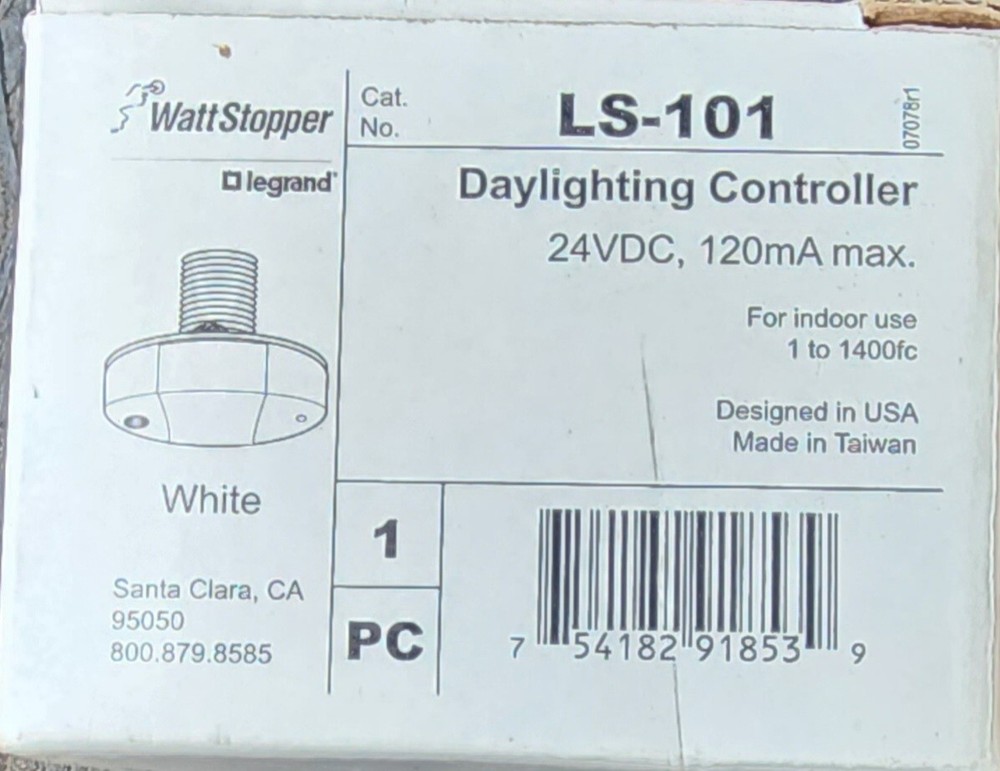 WattStopper
legrand
Cat.
No.
LS-101
07078r1
Daylighting Controller
24VDC, 120mA max.
For indoor use
1 to 1400fc
Designed in USA
Made in Taiwan
White
Santa Clara, CA
95050
800.879.8585
1
PC
7 54182 91853 9